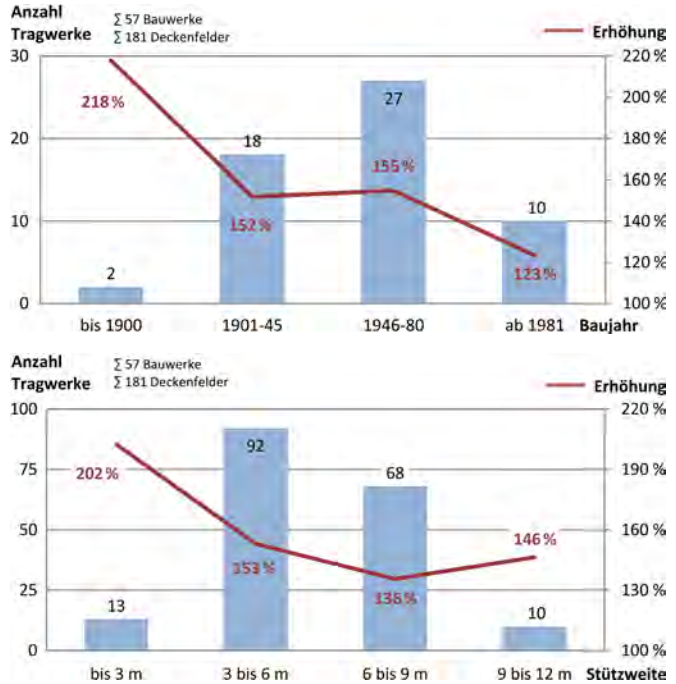 Anzahl
Tragwerke
∑ 57 Bauwerke
∑ 181 Deckenfelder
Erhöhung
30 220 %
218 % 200 %
27
20 18 180 %
155 % 160 %
152 %
10 10 140 %
2 123 % 120 %
0 100 %
bis 1900 1901-45 1946-80 ab 1981 Baujahr
Anzahl
Tragwerke
∑ 57 Bauwerke
∑ 181 Deckenfelder
Erhöhung
100 220 %
92
75 202 % 68 190 %
50 146 % 160 %
153 %
25 136 % 130 %
13 10
0 100 %
bis 3 m 3 bis 6 m 6 bis 9 m 9 bis 12 m Stützweite